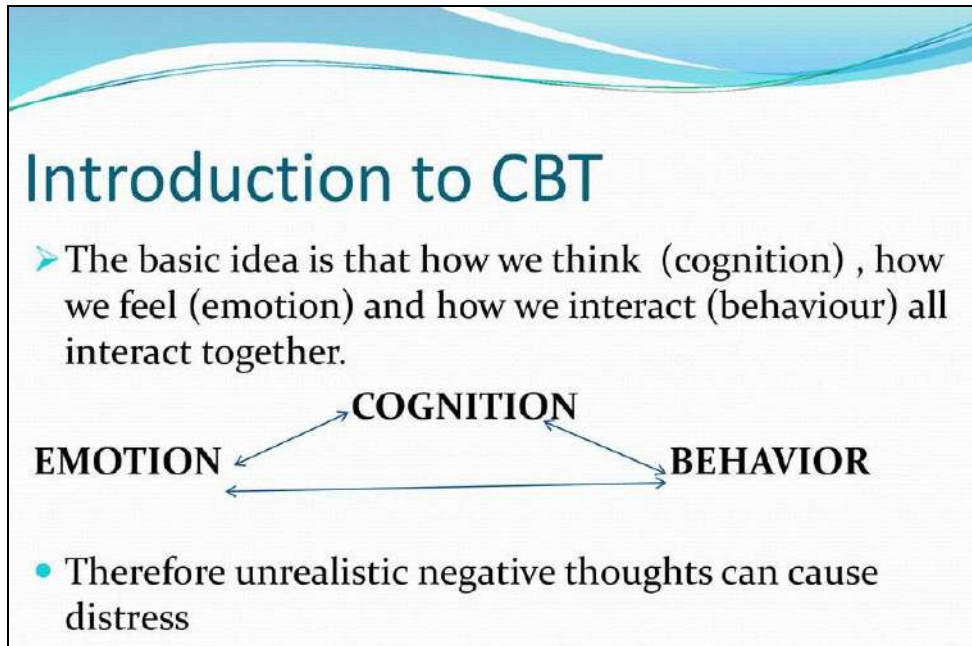 Introduction to CBT
The basic idea is that how we think (cognition) , how
we feel (emotion) and how we interact (behaviour) all
interact together.
COGNITION
EMOTION BEHAVIOR
Therefore unrealistic negative thoughts can cause
distress